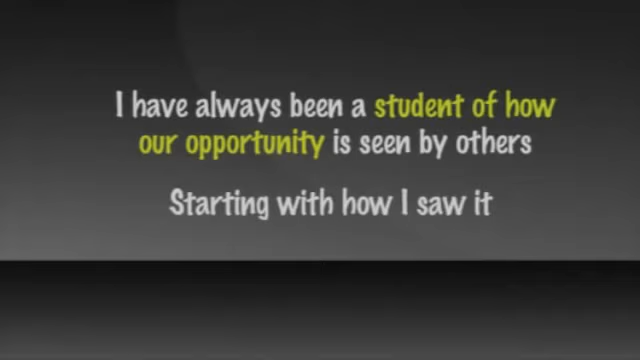 I have always been a student of how
our opportunity is seen by others
Starting with how I saw it